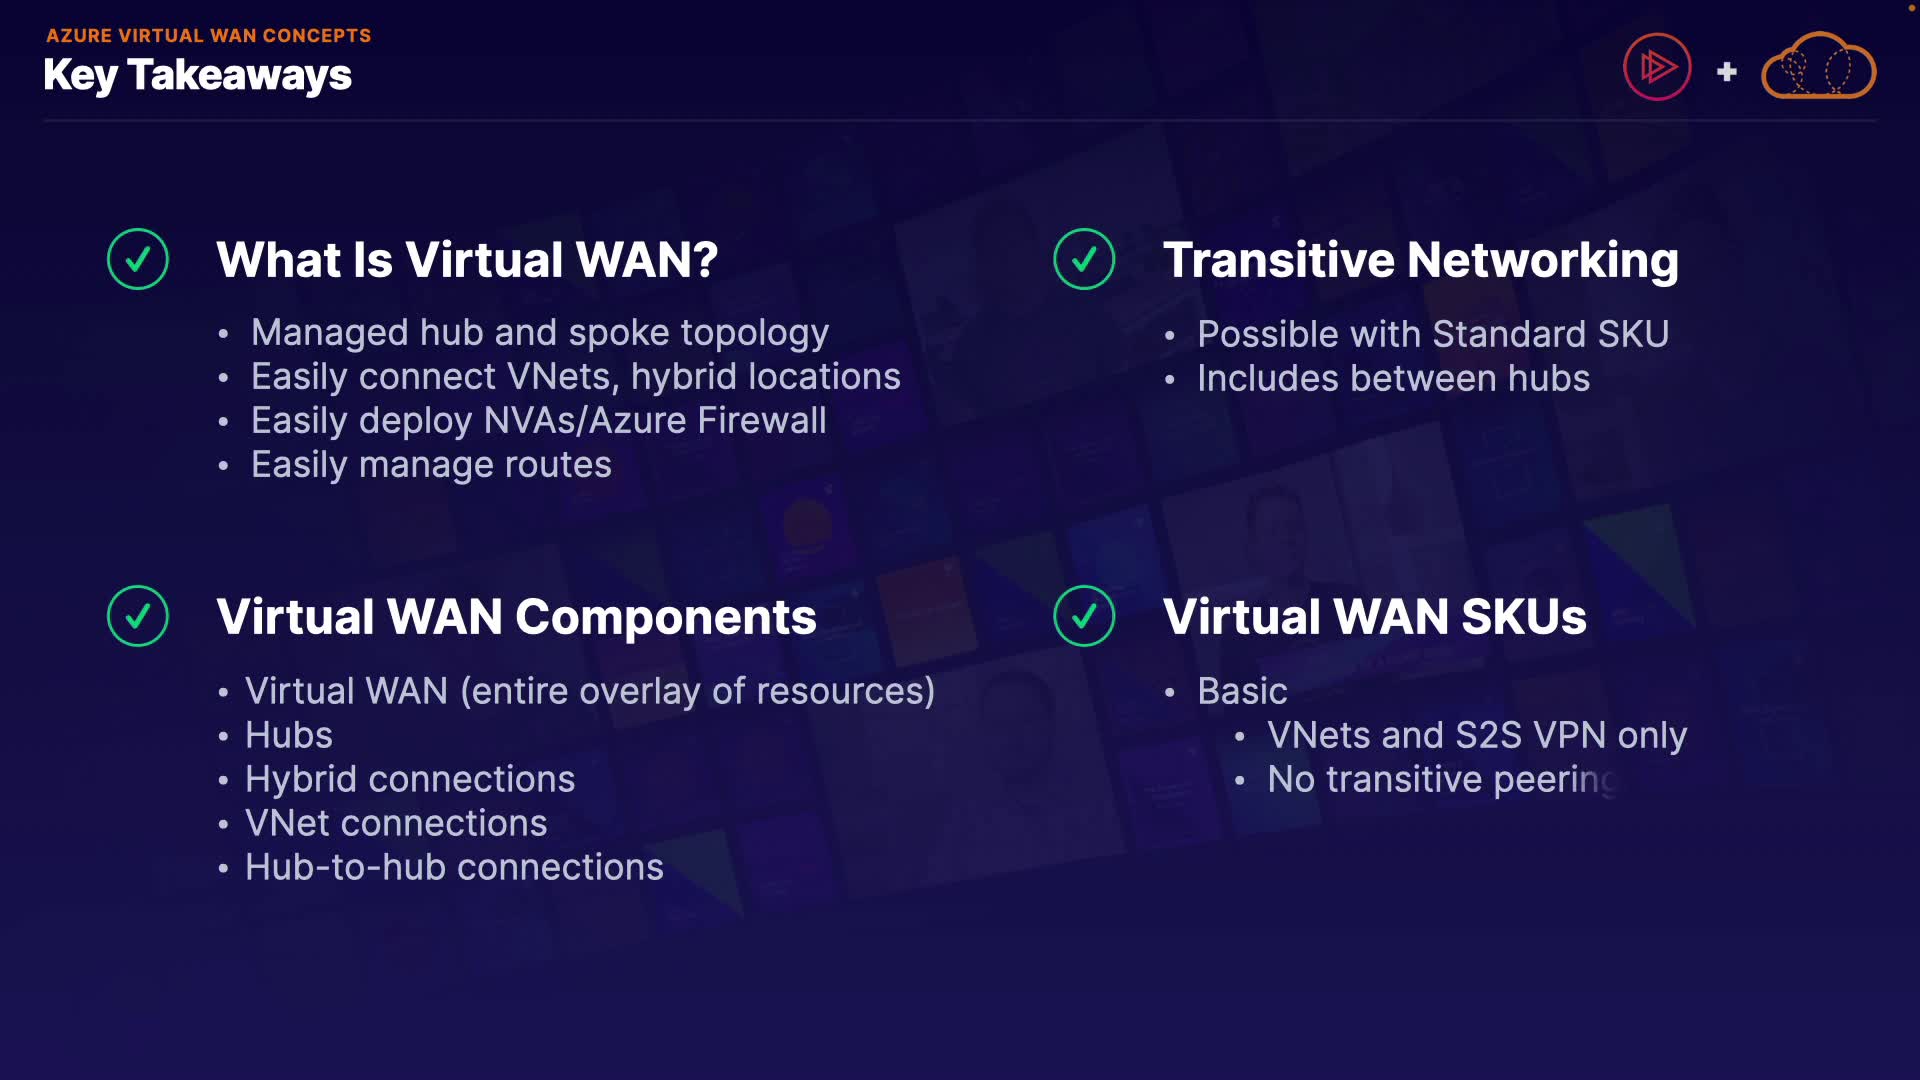 AZURE VIRTUAL WAN CONCEPTS
Key Takeaways
What Is Virtual WAN?
• Managed hub and spoke topology
• Easily connect VNets, hybrid locations
• Easily deploy NVAs/Azure Firewall
• Easily manage routes
Transitive Networking
• Possible with Standard SKU
• Includes between hubs
Virtual WAN Components
• Virtual WAN (entire overlay of resources)
• Hubs
• Hybrid connections
• VNet connections
• Hub-to-hub connections
Virtual WAN SKUs
• Basic
• VNets and S2S VPN only
• No transitive peering